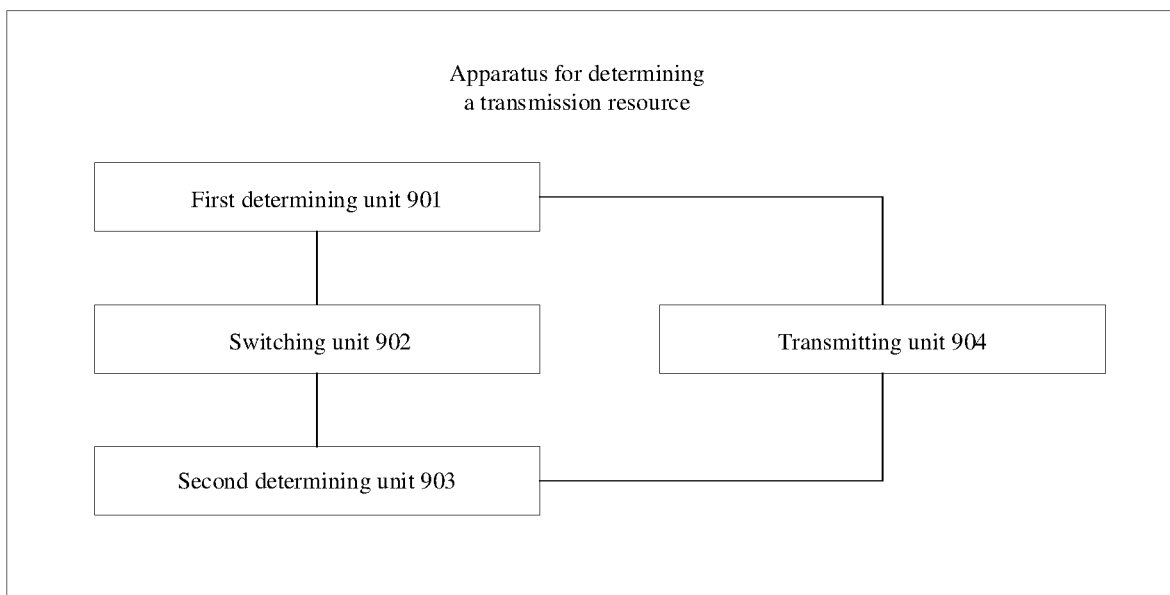 Apparatus for determining
a transmission resource
First determining unit 901
Switching unit 902
Transmitting unit 904
Second determining unit 903